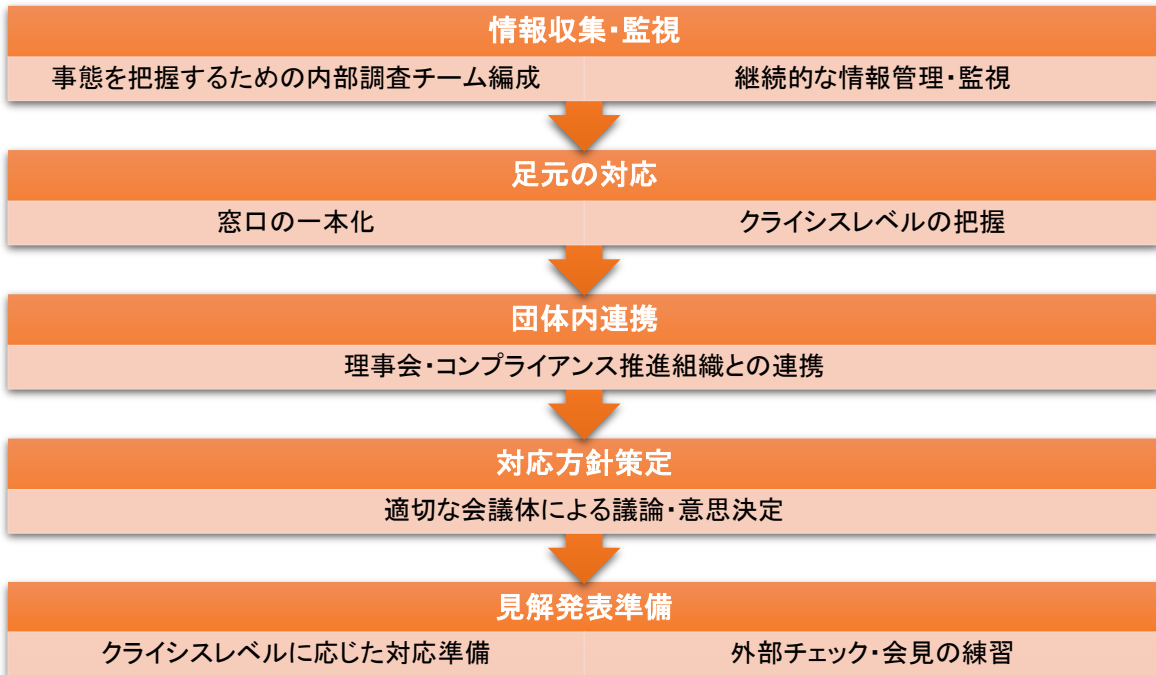 情報収集・監視
事態を把握するための内部調査チーム編成
継続的な情報管理・監視
足元の対応
窓口の一本化
クライシスレベルの把握
団体内連携
理事会・コンプライアンス推進組織との連携
対応方針策定
適切な会議体による議論・意思決定
見解発表準備
クライシスレベルに応じた対応準備
外部チェック・会見の練習